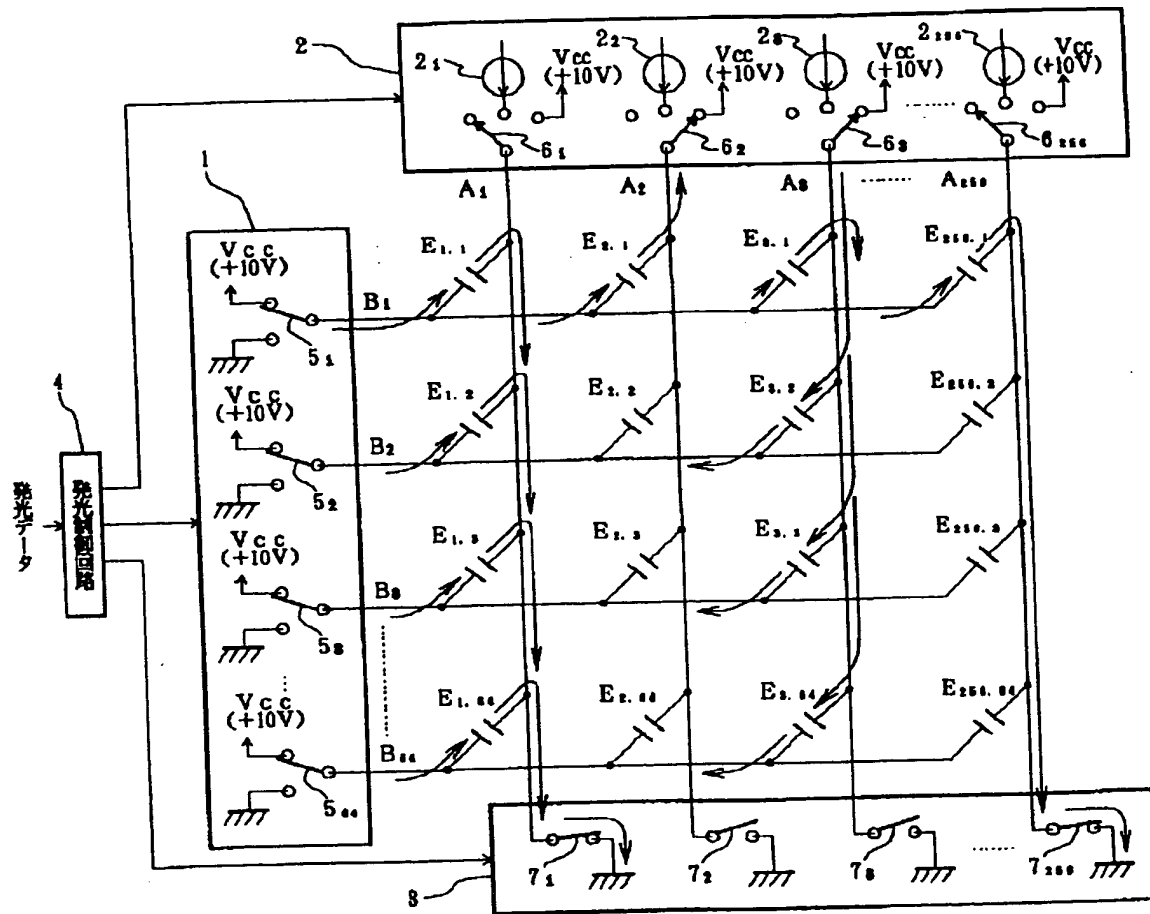 2
2₁
Vcc
(+10V)
2₂
Vcc
(+10V)
2₃
Vcc
(+10V)
2₂₅₆
Vcc
(+10V)
6₁
6₂
6₃
6₂₅₆
1
A₁
A₂
A₃
A₂₅₆
Vcc
(+10V)
B₁
5₁
E₁.₁
E₂.₁
E₃.₁
E₂₅₆.₁
4
発光データ
発光制御回路
Vcc
(+10V)
B₂
5₂
E₁.₂
E₂.₂
E₃.₂
E₂₅₆.₂
Vcc
(+10V)
B₃
5₃
E₁.₃
E₂.₃
E₃.₃
E₂₅₆.₃
Vcc
(+10V)
B₆₄
5₆₄
E₁.₆₄
E₂.₆₄
E₃.₆₄
E₂₅₆.₆₄
3
7₁
7₂
7₃
7₂₅₆